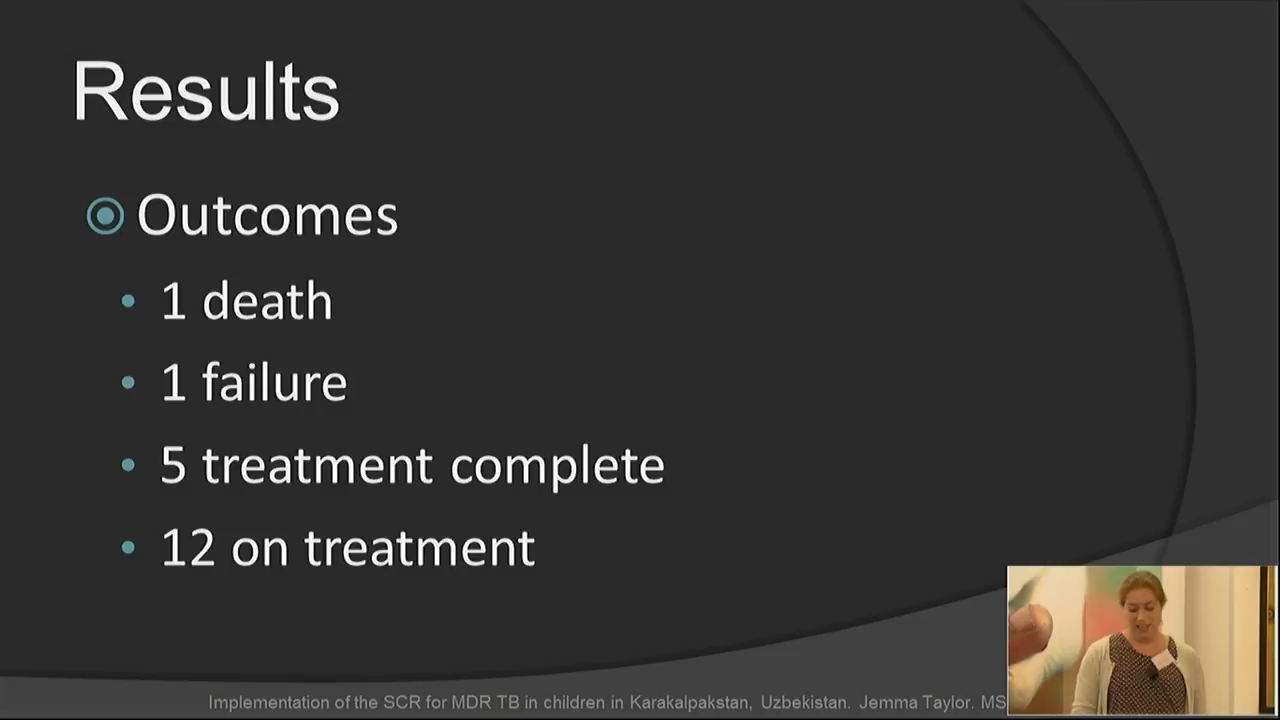 Results
Outcomes
1 death
1 failure
5 treatment complete
12 on treatment
Implementation of the SCR for MDR TB in children in Karakalpakstan, Uzbekistan. Jemma Taylor. MS